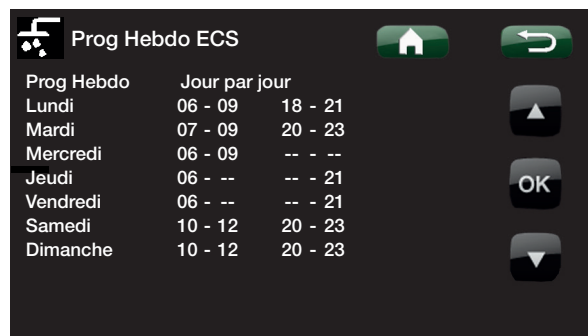 Prog Hebdo ECS
Prog Hebdo Jour par jour
Lundi 06 - 09 18 - 21
Mardi 07 - 09 20 - 23
Mercredi 06 - 09 -- - --
Jeudi 06 - -- -- - 21
Vendredi 06 - -- -- - 21
Samedi 10 - 12 20 - 23
Dimanche 10 - 12 20 - 23
OK